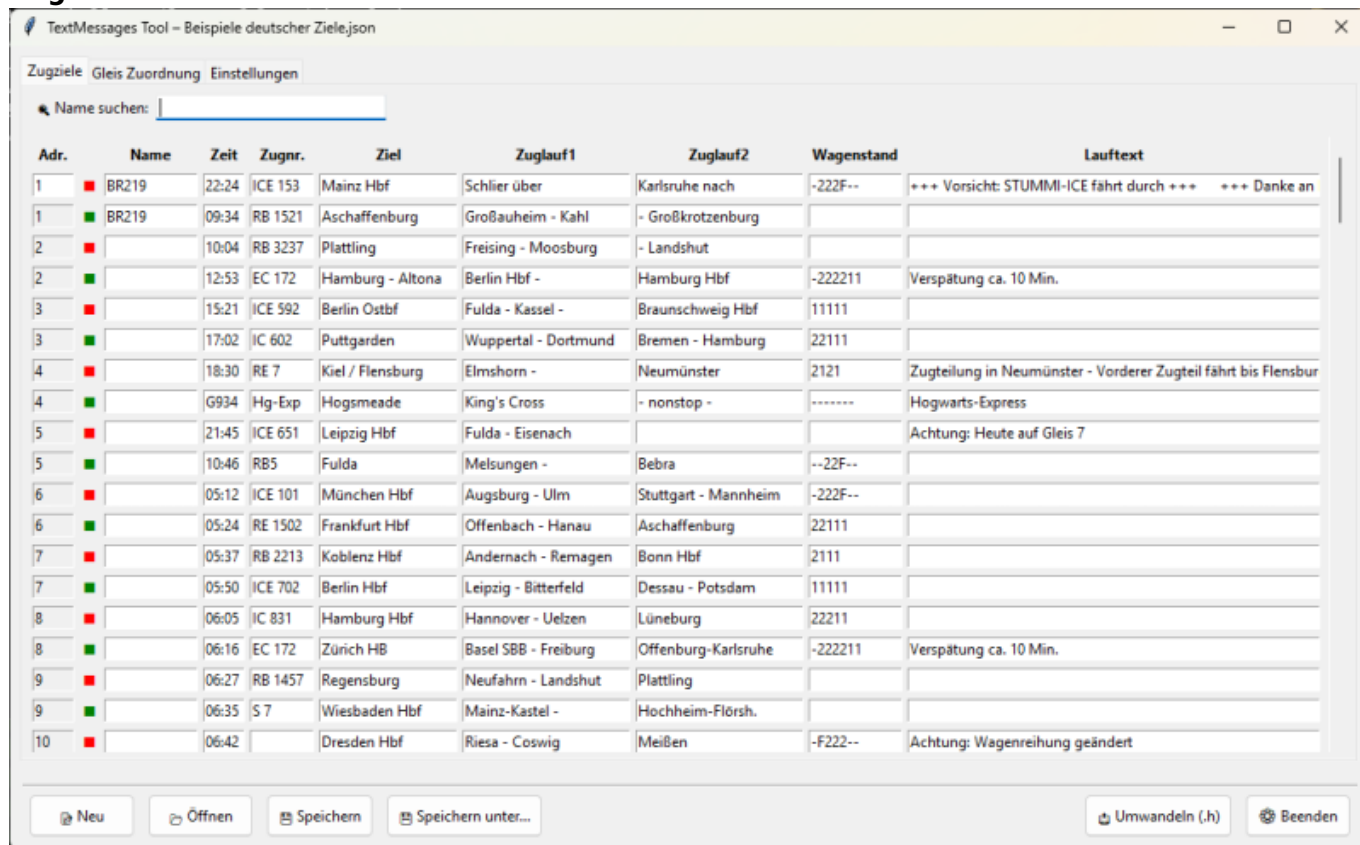 TextMessages Tool – Beispiele deutscher Ziele.json
Zugziele Gleis Zuordnung Einstellungen
Name suchen:
Adr. Name Zeit Zugnr. Ziel Zuglauf1 Zuglauf2 Wagenstand Lauftext
1 BR219 22:24 ICE 153 Mainz Hbf Schlier über Karlsruhe nach -222F-- +++ Vorsicht: STUMMI-ICE fährt durch +++ +++ Danke an
1 BR219 09:34 RB 1521 Aschaffenburg Großauheim - Kahl - Großkrotzenburg
2 10:04 RB 3237 Plattling Freising - Moosburg - Landshut
2 12:53 EC 172 Hamburg - Altona Berlin Hbf - Hamburg Hbf -222211 Verspätung ca. 10 Min.
3 15:21 ICE 592 Berlin Ostbf Fulda - Kassel - Braunschweig Hbf 11111
3 17:02 IC 602 Puttgarden Wuppertal - Dortmund Bremen - Hamburg 22111
4 18:30 RE 7 Kiel / Flensburg Elmshorn - Neumünster 2121 Zugteilung in Neumünster - Vorderer Zugteil fährt bis Flensbur
4 G934 Hg-Exp Hogsmeade King's Cross - nonstop - ------- Hogwarts-Express
5 21:45 ICE 651 Leipzig Hbf Fulda - Eisenach Achtung: Heute auf Gleis 7
5 10:46 RB5 Fulda Melsungen - Bebra --22F--
6 05:12 ICE 101 München Hbf Augsburg - Ulm Stuttgart - Mannheim -222F--
6 05:24 RE 1502 Frankfurt Hbf Offenbach - Hanau Aschaffenburg 22111
7 05:37 RB 2213 Koblenz Hbf Andernach - Remagen Bonn Hbf 2111
7 05:50 ICE 702 Berlin Hbf Leipzig - Bitterfeld Dessau - Potsdam 11111
8 06:05 IC 831 Hamburg Hbf Hannover - Uelzen Lüneburg 22211
8 06:16 EC 172 Zürich HB Basel SBB - Freiburg Offenburg-Karlsruhe -222211 Verspätung ca. 10 Min.
9 06:27 RB 1457 Regensburg Neufahrn - Landshut Plattling
9 06:35 S 7 Wiesbaden Hbf Mainz-Kastel - Hochheim-Flörsh.
10 06:42 Dresden Hbf Riesa - Coswig Meißen -F222-- Achtung: Wagenreihung geändert
Neu Öffnen Speichern Speichern unter... Umwandeln (.h) Beenden